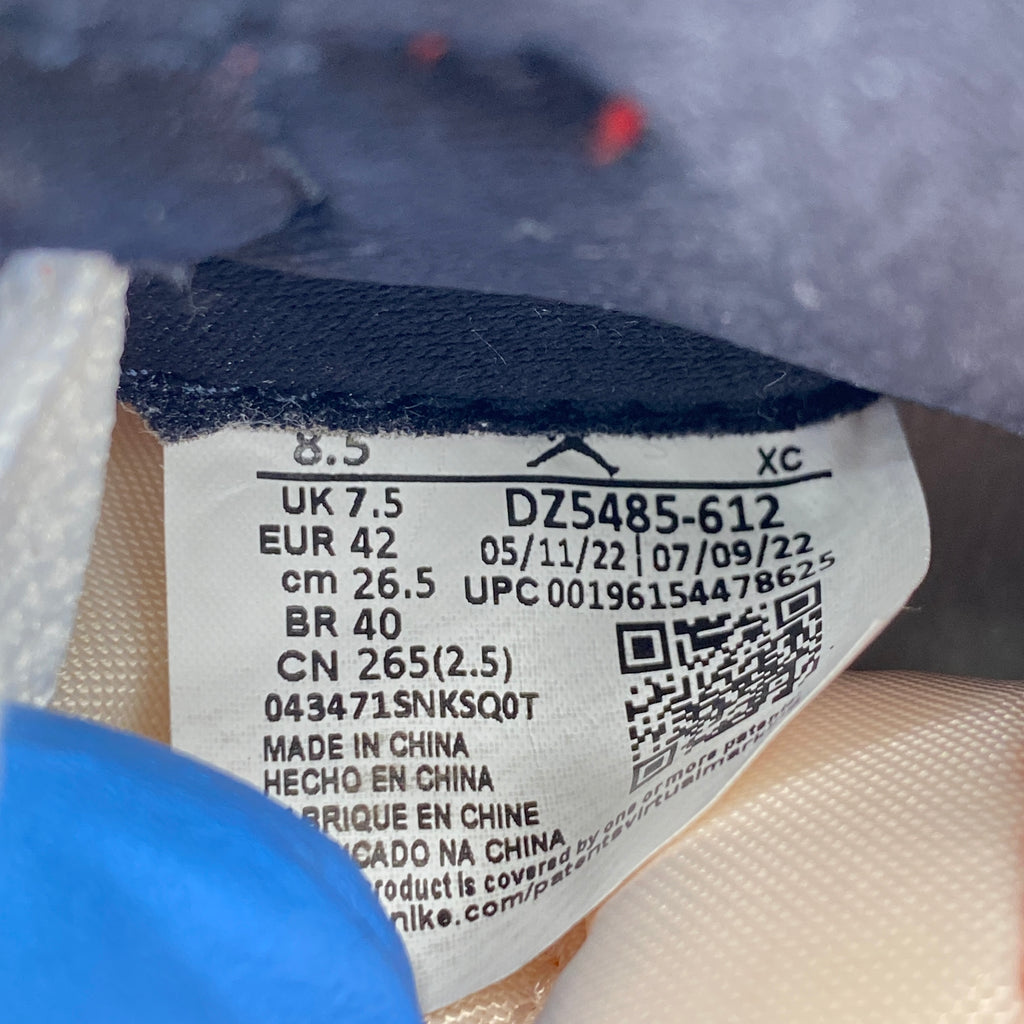 8.5
XC
UK 7.5
DZ5485-612
EUR 42
05/11/22 | 07/09/22
cm 26.5
UPC 00196154478625
BR 40
CN 265(2.5)
043471SNKSQ0T
MADE IN CHINA
HECHO EN CHINA
BRIQUE EN CHINE
CADO NA CHINA
roduct is covered by one or more patents
nike.com/patentsvirtualmark